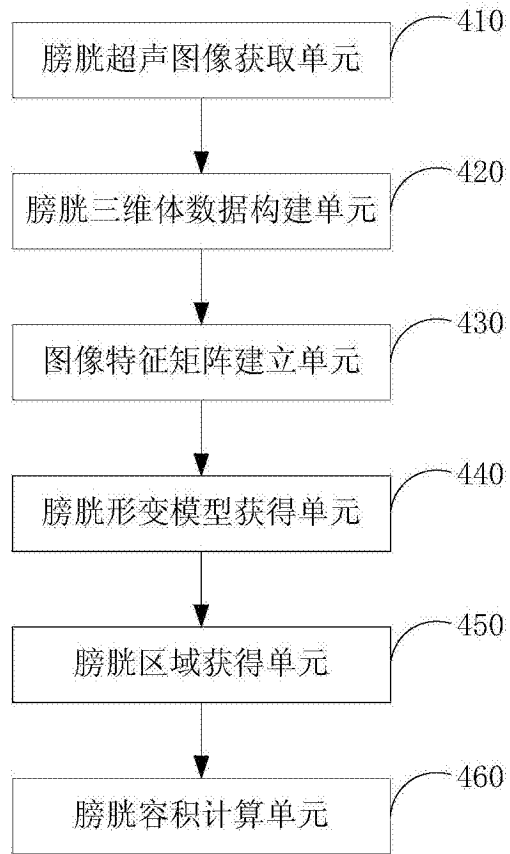 膀胱超声图像获取单元
410
膀胱三维体数据构建单元
420
图像特征矩阵建立单元
430
膀胱形变模型获得单元
440
膀胱区域获得单元
450
膀胱容积计算单元
460